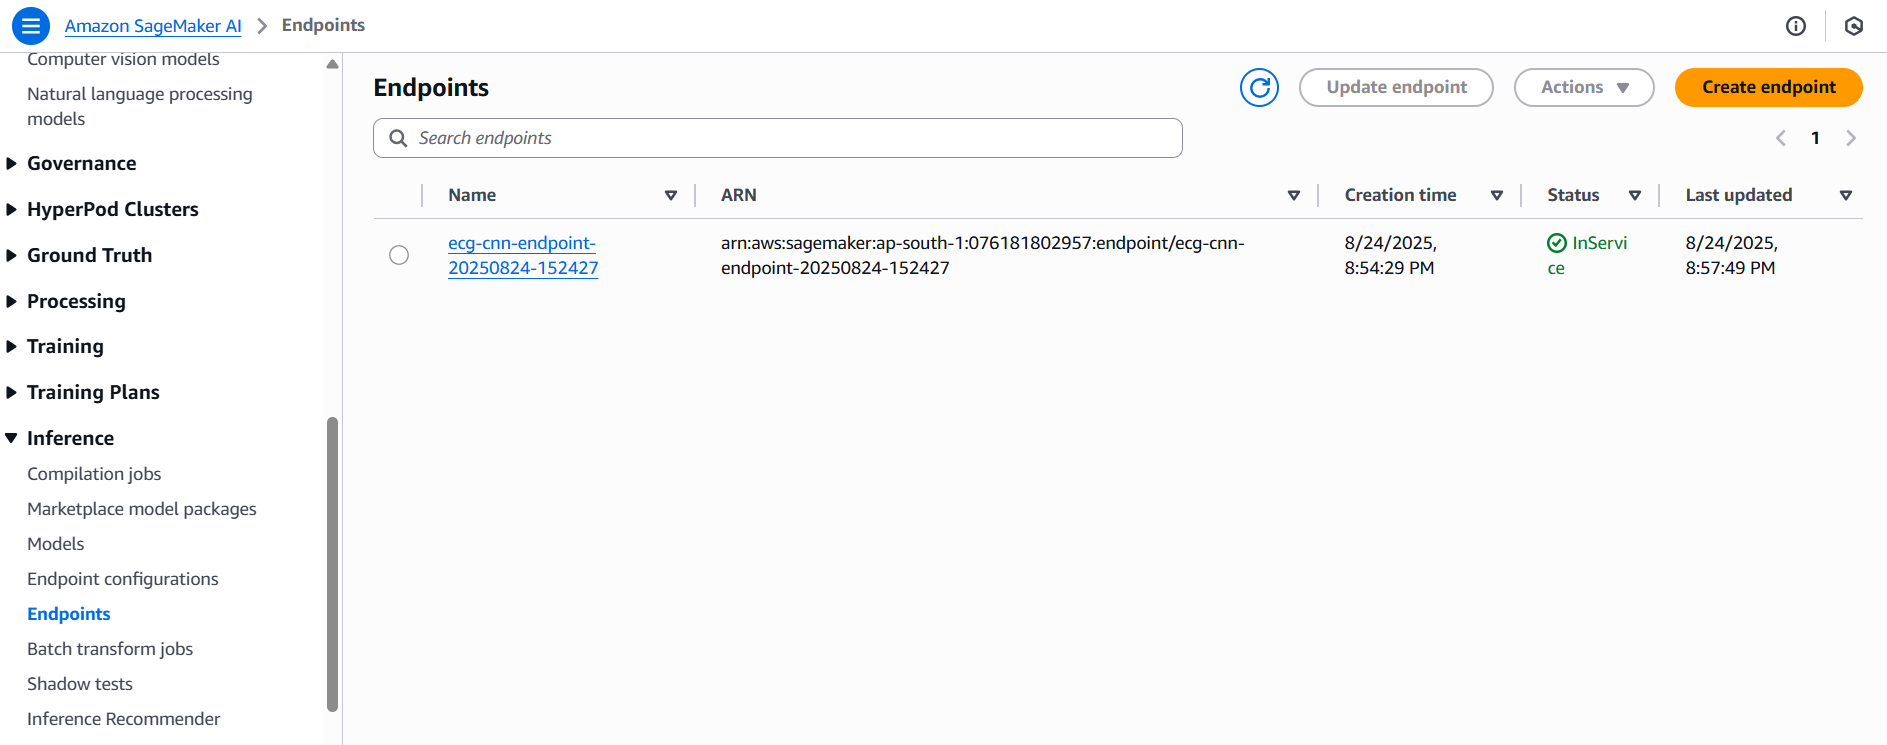 Amazon SageMaker AI > Endpoints
Computer vision models
Natural language processing
models
Governance
HyperPod Clusters
Ground Truth
Processing
Training
Training Plans
Inference
Compilation jobs
Marketplace model packages
Models
Endpoint configurations
Endpoints
Batch transform jobs
Shadow tests
Inference Recommender
Endpoints
Update endpoint
Actions
Create endpoint
Search endpoints
1
Name ARN Creation time Status Last updated
ecg-cnn-endpoint- arn:aws:sagemaker:ap-south-1:076181802957:endpoint/ecg-cnn- 8/24/2025, InServi 8/24/2025,
20250824-152427 endpoint-20250824-152427 8:54:29 PM ce 8:57:49 PM